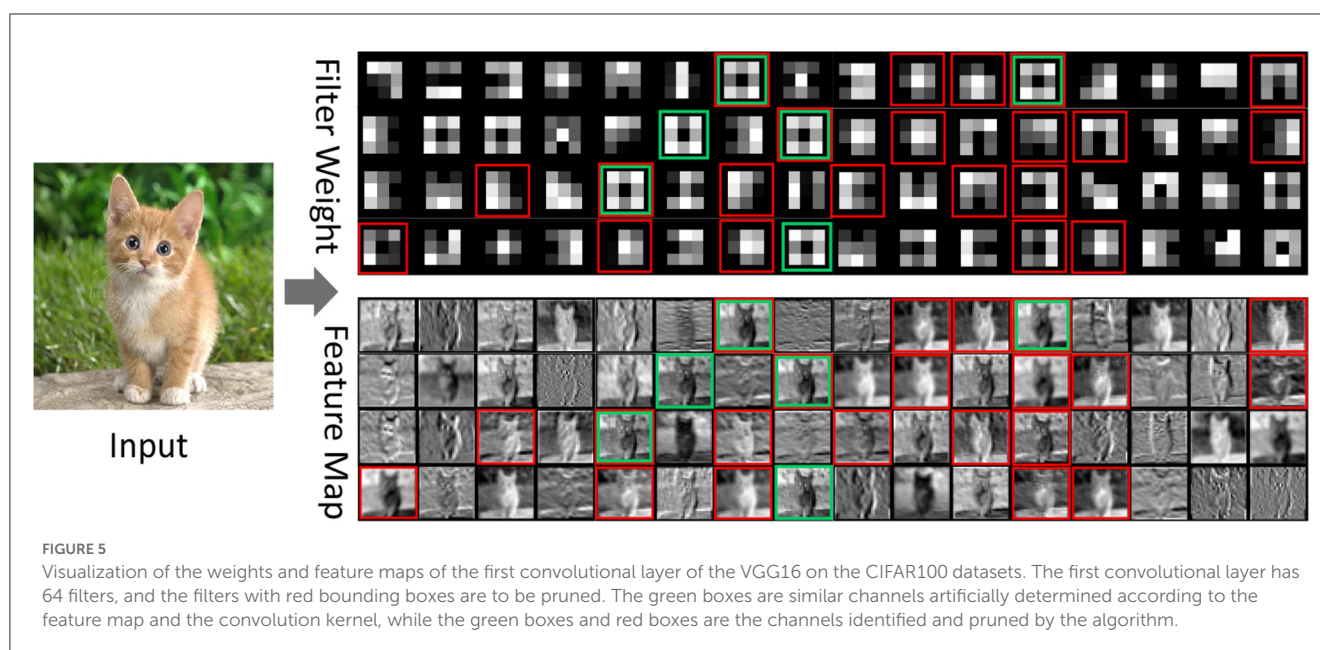 Filter Weight
Feature Map
Input
FIGURE 5
Visualization of the weights and feature maps of the first convolutional layer of the VGG16 on the CIFAR100 datasets. The first convolutional layer has
64 filters, and the filters with red bounding boxes are to be pruned. The green boxes are similar channels artificially determined according to the
feature map and the convolution kernel, while the green boxes and red boxes are the channels identified and pruned by the algorithm.